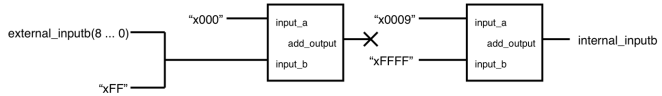 “x000”
input_a
“x0009”
input_a
external_inputb(8 ... 0)
add_output
add_output
internal_inputb
input_b
“xFFFF”
input_b
“xFF”